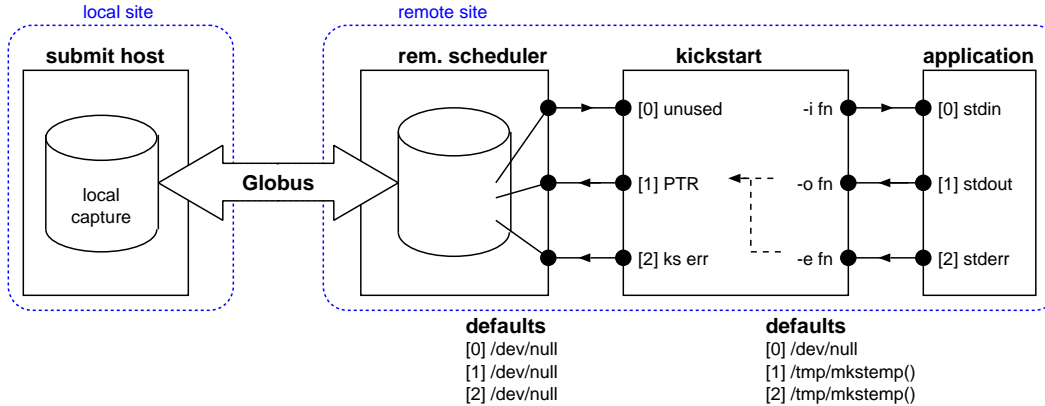 local site
remote site
submit host
rem. scheduler
kickstart
application
[0] unused
-i fn
[0] stdin
Globus
local
capture
[1] PTR
-o fn
[1] stdout
[2] ks err
-e fn
[2] stderr
defaults
[0] /dev/null
[1] /dev/null
[2] /dev/null
defaults
[0] /dev/null
[1] /tmp/mkstemp()
[2] /tmp/mkstemp()